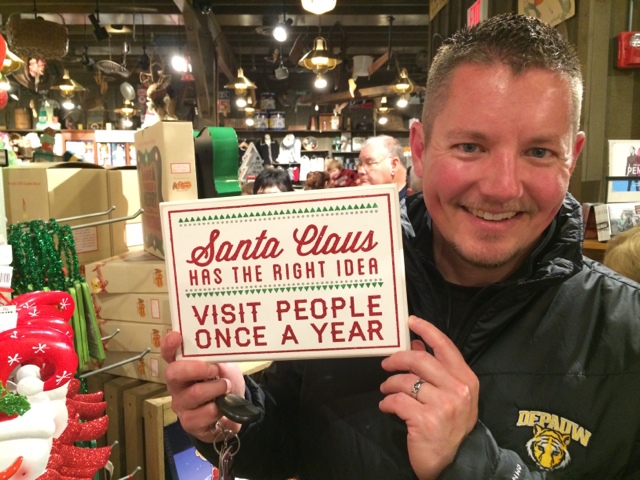 Santa Claus
HAS THE RIGHT IDEA
VISIT PEOPLE
ONCE A YEAR
DEPAUW